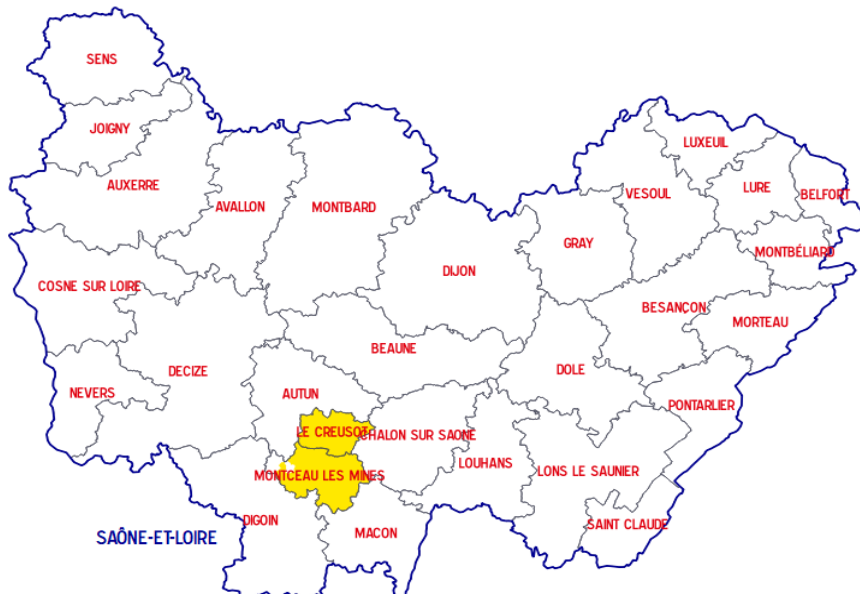 SENS
JOIGNY
LUXEUIL
AUXERRE
VESOUL
LURE
BELFORT
AVALLON
MONTBARD
GRAY
MONTBÉLIARD
DIJON
COSNE SUR LOIRE
BESANÇON
MORTEAU
BEAUNE
DECIZE
DOLE
NEVERS
AUTUN
PONTARLIER
LE CREUSOT
CHALON SUR SAONE
LOUHANS
LONS LE SAUNIER
MONTCEAU LES MINES
DIGOIN
SAINT CLAUDE
MACON
SAÔNE-ET-LOIRE